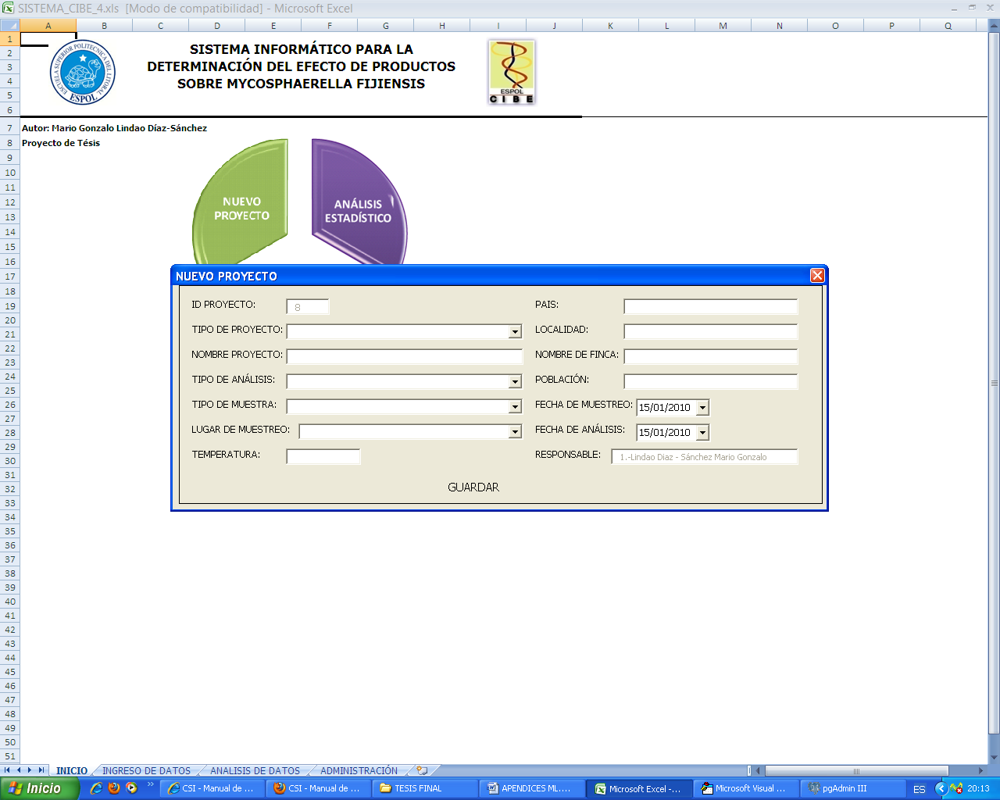 SISTEMA_CIBE_4.xls  [Modo de compatibilidad] - Microsoft Excel
A B C D E F G H I J K L M N O P Q
SISTEMA INFORMÁTICO PARA LA
DETERMINACIÓN DEL EFECTO DE PRODUCTOS
SOBRE MYCOSPHAERELLA FIJIENSIS
ESCUELA SUPERIOR POLITECNICA DEL LITORAL
ESPOL
ESPOL
CIBE
Autor: Mario Gonzalo Lindao Díaz-Sánchez
Proyecto de Tésis
NUEVO
PROYECTO
ANÁLISIS
ESTADÍSTICO
NUEVO PROYECTO
ID PROYECTO: 8
PAIS:
TIPO DE PROYECTO:
LOCALIDAD:
NOMBRE PROYECTO:
NOMBRE DE FINCA:
TIPO DE ANÁLISIS:
POBLACIÓN:
TIPO DE MUESTRA:
FECHA DE MUESTREO: 15/01/2010
LUGAR DE MUESTREO:
FECHA DE ANÁLISIS: 15/01/2010
TEMPERATURA:
RESPONSABLE: 1.-Lindao Diaz - Sánchez Mario Gonzalo
GUARDAR
1
2
3
4
5
6
7
8
9
10
11
12
13
14
15
16
17
18
19
20
21
22
23
24
25
26
27
28
29
30
31
32
33
34
35
36
37
38
39
40
41
42
43
44
45
46
47
48
49
50
51
INICIO INGRESO DE DATOS ANALISIS DE DATOS ADMINISTRACIÓN
Inicio » CSI - Manual de ... CSI - Manual de ... TESIS FINAL APENDICES ML.... Microsoft Excel -... Microsoft Visual ... pgAdmin III ES 20:13